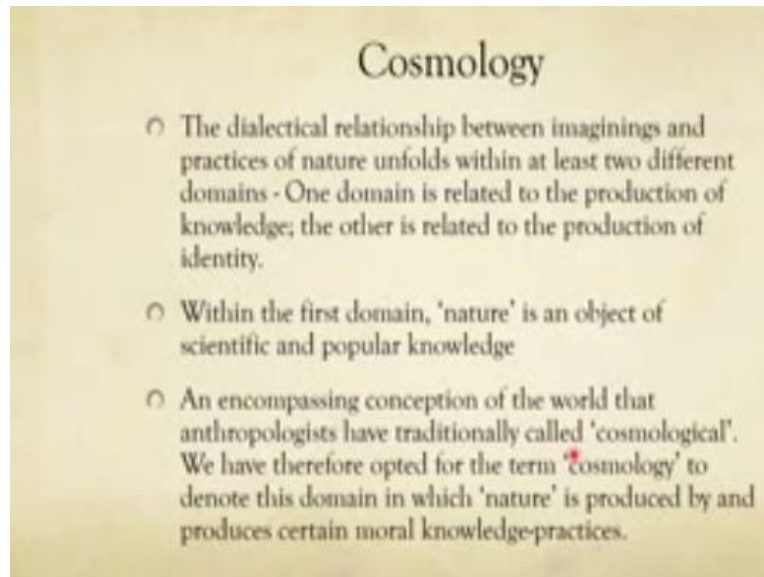 Cosmology
The dialectical relationship between imaginings and
practices of nature unfolds within at least two different
domains - One domain is related to the production of
knowledge; the other is related to the production of
identity.
Within the first domain, 'nature' is an object of
scientific and popular knowledge
An encompassing conception of the world that
anthropologists have traditionally called 'cosmological'.
We have therefore opted for the term 'cosmology' to
denote this domain in which 'nature' is produced by and
produces certain moral knowledge-practices.